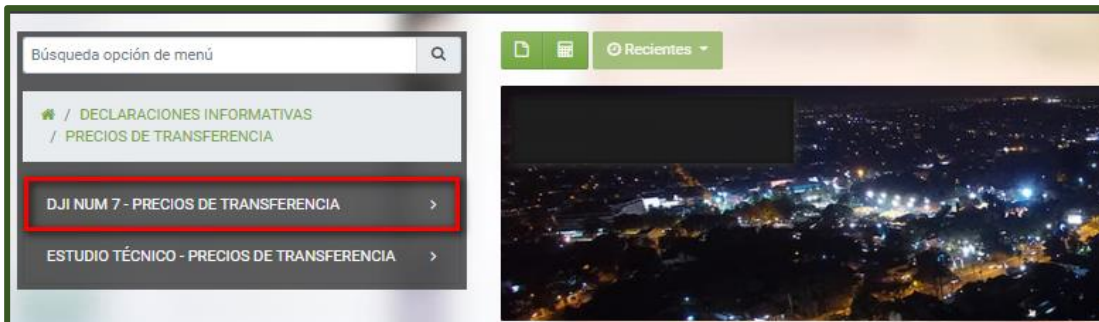 Búsqueda opción de menú
Recientes
/ DECLARACIONES INFORMATIVAS
/ PRECIOS DE TRANSFERENCIA
DJI NUM 7 - PRECIOS DE TRANSFERENCIA
ESTUDIO TÉCNICO - PRECIOS DE TRANSFERENCIA